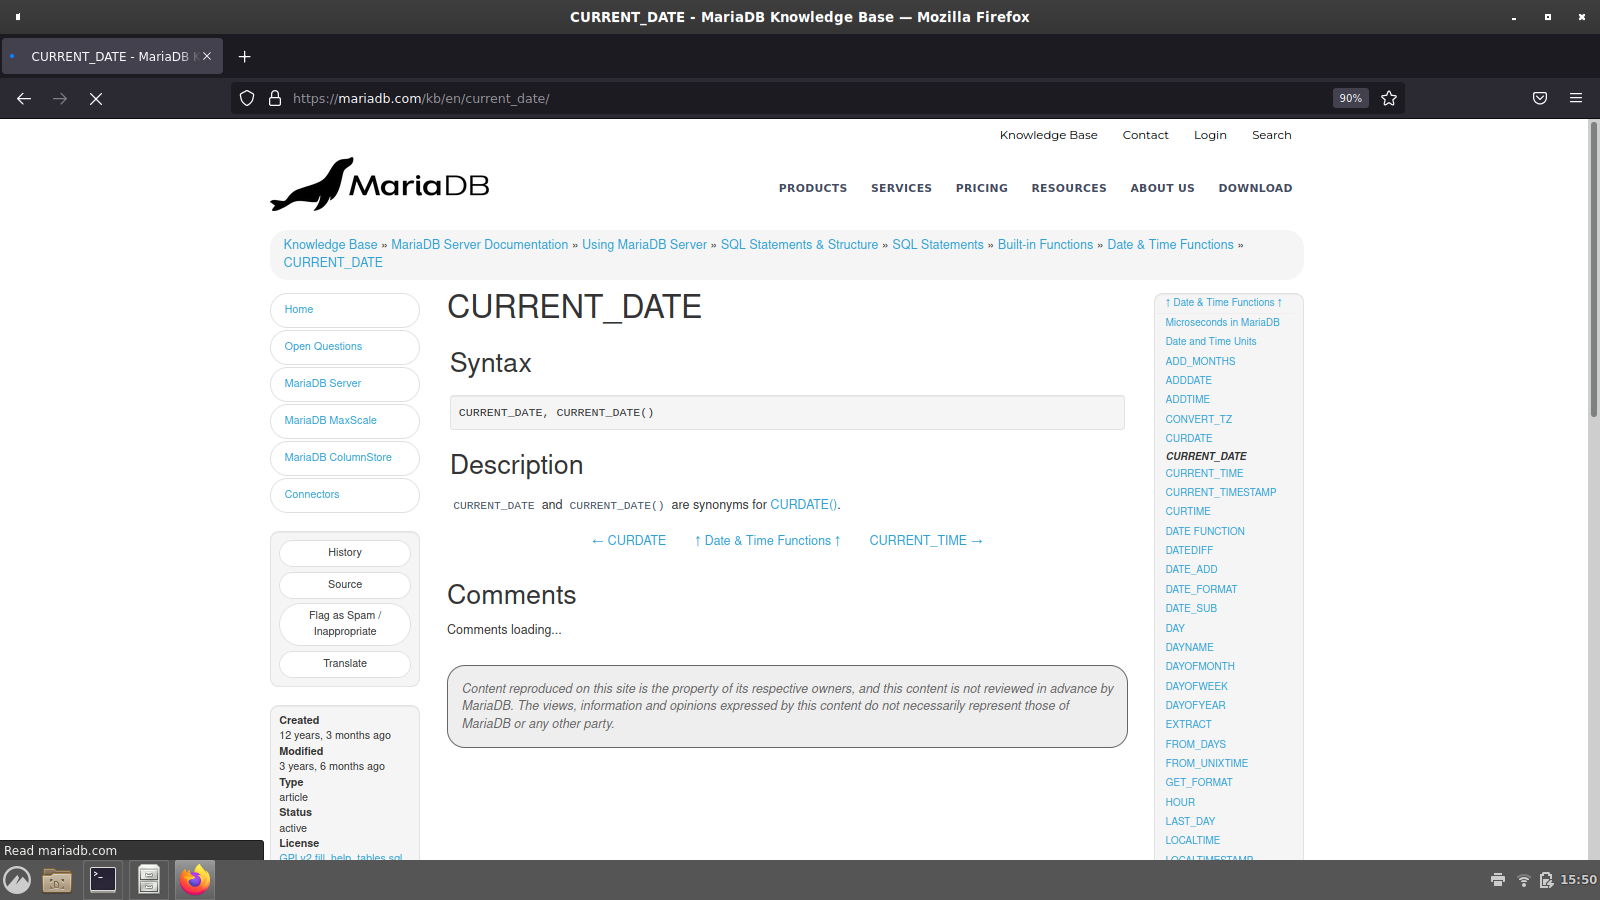 CURRENT_DATE - MariaDB Knowledge Base — Mozilla Firefox
CURRENT_DATE - MariaDB K
https://mariadb.com/kb/en/current_date/
90%
Knowledge Base Contact Login Search
MariaDB
PRODUCTS SERVICES PRICING RESOURCES ABOUT US DOWNLOAD
Knowledge Base » MariaDB Server Documentation » Using MariaDB Server » SQL Statements & Structure » SQL Statements » Built-in Functions » Date & Time Functions »
CURRENT_DATE
Home
Open Questions
MariaDB Server
MariaDB MaxScale
MariaDB ColumnStore
Connectors
History
Source
Flag as Spam /
Inappropriate
Translate
Created
12 years, 3 months ago
Modified
3 years, 6 months ago
Type
article
Status
active
License
GPLv2 fill_help_tables.sql
CURRENT_DATE
Syntax
CURRENT_DATE, CURRENT_DATE()
Description
CURRENT_DATE and CURRENT_DATE() are synonyms for CURDATE().
← CURDATE ↑ Date & Time Functions ↑ CURRENT_TIME →
Comments
Comments loading...
Content reproduced on this site is the property of its respective owners, and this content is not reviewed in advance by
MariaDB. The views, information and opinions expressed by this content do not necessarily represent those of
MariaDB or any other party.
↑ Date & Time Functions ↑
Microseconds in MariaDB
Date and Time Units
ADD_MONTHS
ADDDATE
ADDTIME
CONVERT_TZ
CURDATE
CURRENT_DATE
CURRENT_TIME
CURRENT_TIMESTAMP
CURTIME
DATE FUNCTION
DATEDIFF
DATE_ADD
DATE_FORMAT
DATE_SUB
DAY
DAYNAME
DAYOFMONTH
DAYOFWEEK
DAYOFYEAR
EXTRACT
FROM_DAYS
FROM_UNIXTIME
GET_FORMAT
HOUR
LAST_DAY
LOCALTIME
LOCALTIMESTAMP
Read mariadb.com
15:50